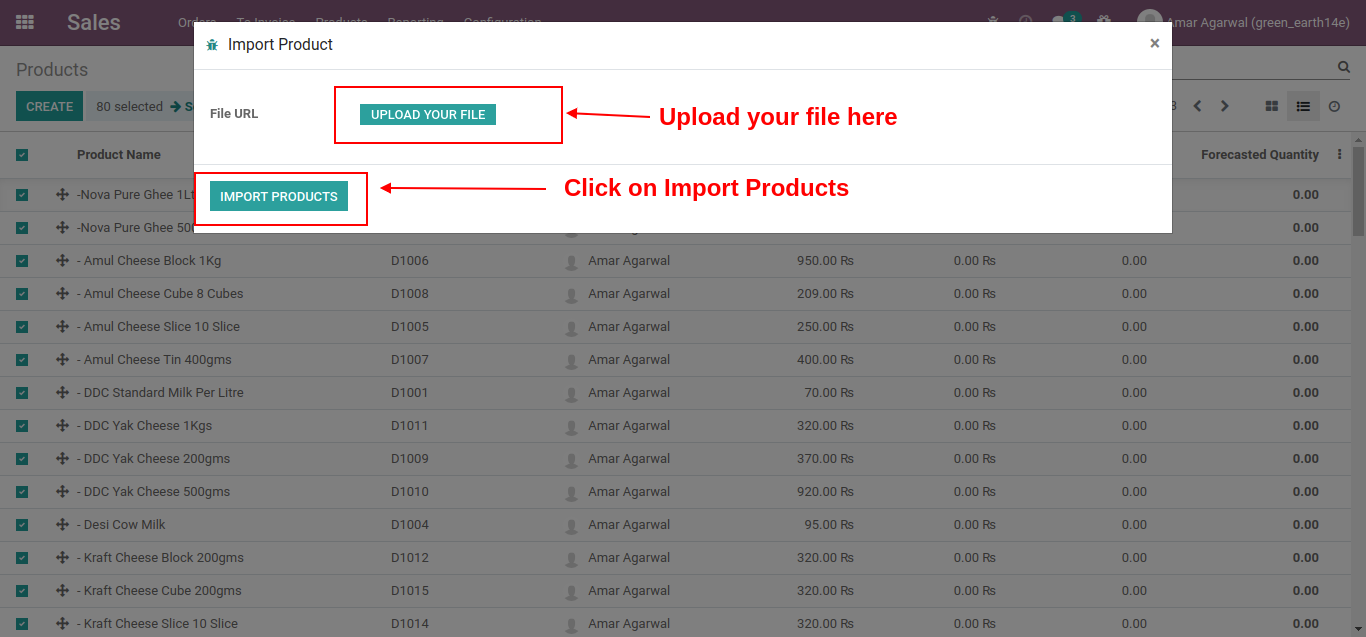 Sales Orders To Invoice Products Reporting Configuration 3 Amar Agarwal (green_earth14e)
Import Product ×
Products
File URL UPLOAD YOUR FILE Upload your file here
CREATE 80 selected
IMPORT PRODUCTS Click on Import Products
Product Name Forecasted Quantity
-Nova Pure Ghee 1Lt 0.00
-Nova Pure Ghee 500 0.00
- Amul Cheese Block 1Kg D1006 Amar Agarwal 950.00 Rs 0.00 Rs 0.00 0.00
- Amul Cheese Cube 8 Cubes D1008 Amar Agarwal 209.00 Rs 0.00 Rs 0.00 0.00
- Amul Cheese Slice 10 Slice D1005 Amar Agarwal 250.00 Rs 0.00 Rs 0.00 0.00
- Amul Cheese Tin 400gms D1007 Amar Agarwal 400.00 Rs 0.00 Rs 0.00 0.00
- DDC Standard Milk Per Litre D1001 Amar Agarwal 70.00 Rs 0.00 Rs 0.00 0.00
- DDC Yak Cheese 1Kgs D1011 Amar Agarwal 320.00 Rs 0.00 Rs 0.00 0.00
- DDC Yak Cheese 200gms D1009 Amar Agarwal 370.00 Rs 0.00 Rs 0.00 0.00
- DDC Yak Cheese 500gms D1010 Amar Agarwal 920.00 Rs 0.00 Rs 0.00 0.00
- Desi Cow Milk D1004 Amar Agarwal 95.00 Rs 0.00 Rs 0.00 0.00
- Kraft Cheese Block 200gms D1012 Amar Agarwal 320.00 Rs 0.00 Rs 0.00 0.00
- Kraft Cheese Cube 200gms D1015 Amar Agarwal 320.00 Rs 0.00 Rs 0.00 0.00
- Kraft Cheese Slice 10 Slice D1014 Amar Agarwal 320.00 Rs 0.00 Rs 0.00 0.00